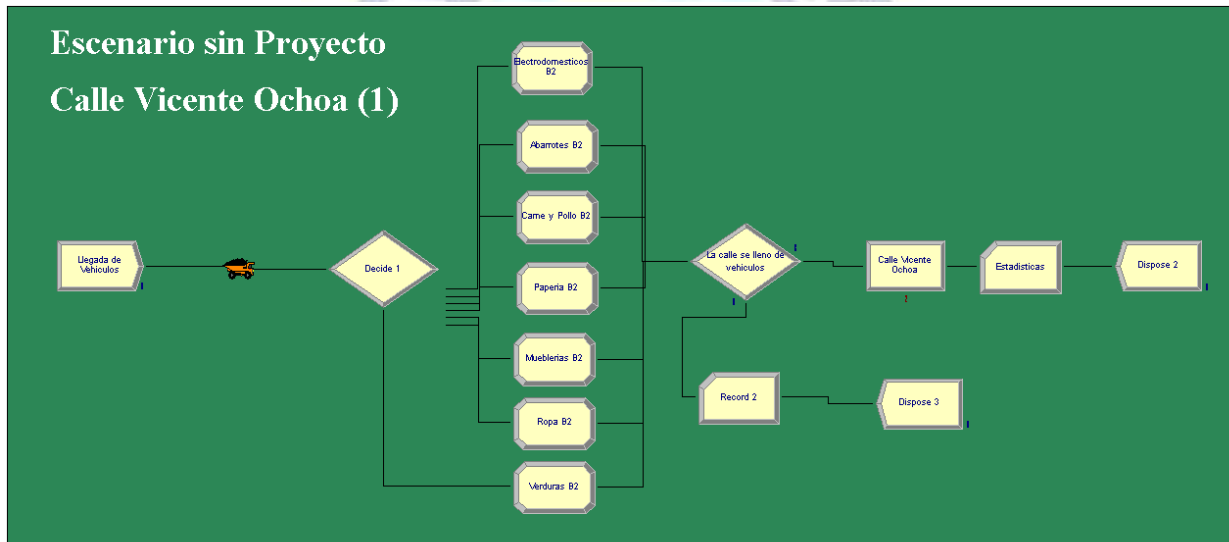 Escenario sin Proyecto
Calle Vicente Ochoa (1)
Llegada de
Vehiculos
Decide 1
Electrodomesticos
B2
Abarrotes B2
Carne y Pollo B2
Paperia B2
Mueblerias B2
Ropa B2
Verduras B2
La calle se lleno de
vehiculos
Calle Vicente
Ochoa
Estadisticas
Dispose 2
Record 2
Dispose 3